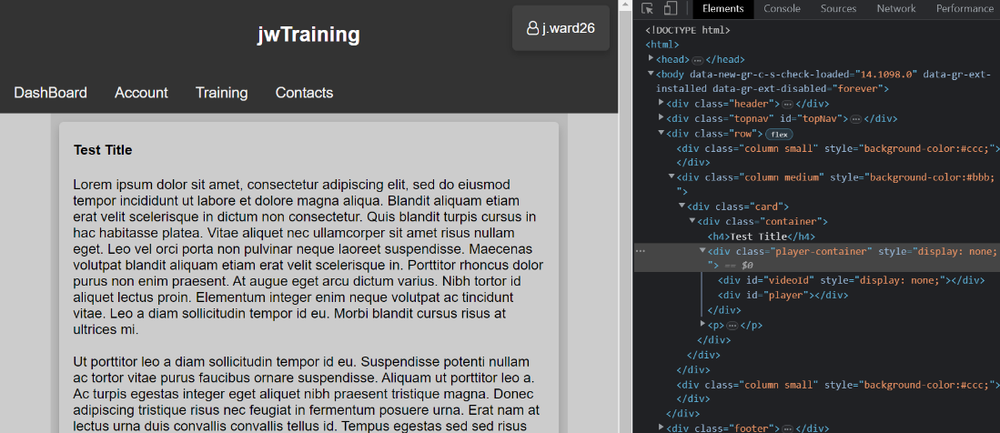 jwTraining
j.ward26
DashBoard Account Training Contacts
Test Title
Lorem ipsum dolor sit amet, consectetur adipiscing elit, sed do eiusmod
tempor incididunt ut labore et dolore magna aliqua. Blandit aliquam etiam
erat velit scelerisque in dictum non consectetur. Quis blandit turpis cursus in
hac habitasse platea. Vitae aliquet nec ullamcorper sit amet risus nullam
eget. Leo vel orci porta non pulvinar neque laoreet suspendisse. Maecenas
volutpat blandit aliquam etiam erat velit scelerisque in. Porttitor rhoncus dolor
purus non enim praesent. At augue eget arcu dictum varius. Nibh tortor id
aliquet lectus proin. Elementum integer enim neque volutpat ac tincidunt
vitae. Leo a diam sollicitudin tempor id eu. Morbi blandit cursus risus at
ultrices mi.
Ut porttitor leo a diam sollicitudin tempor id eu. Suspendisse potenti nullam
ac tortor vitae purus faucibus ornare suspendisse. Aliquam ut porttitor leo a.
Ac turpis egestas integer eget aliquet nibh praesent tristique magna. Donec
adipiscing tristique risus nec feugiat in fermentum posuere urna. Erat nam at
lectus urna duis convallis convallis tellus id. Tempus egestas sed sed risus
Elements Console Sources Network Performance
<!DOCTYPE html>
<html>
<head>…</head>
<body data-new-gr-c-s-check-loaded="14.1098.0" data-gr-ext-
installed data-gr-ext-disabled="forever">
<div class="header">…</div>
<div class="topnav" id="topNav">…</div>
<div class="row"> flex
<div class="column small" style="background-color:#ccc;">
</div>
<div class="column medium" style="background-color:#bbb;
">
<div class="card">
<div class="container">
<h4>Test Title</h4>
… <div class="player-container" style="display: none;
"> == $0
<div id="videoId" style="display: none;"></div>
<div id="player"></div>
</div>
<p>…</p>
</div>
</div>
</div>
<div class="column small" style="background-color:#ccc;">
</div>
</div>
<div class="footer">…</div>